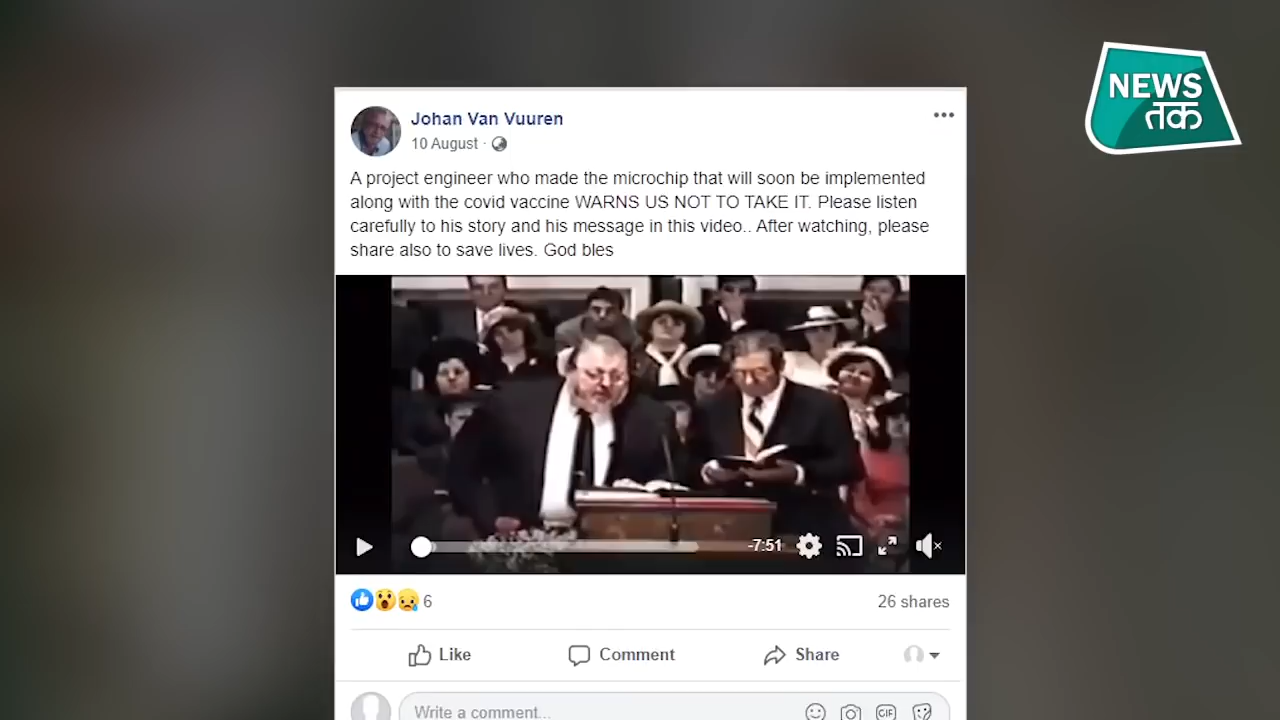 NEWS
तक
Johan Van Vuuren
10 August ·
A project engineer who made the microchip that will soon be implemented
along with the covid vaccine WARNS US NOT TO TAKE IT. Please listen
carefully to his story and his message in this video.. After watching, please
share also to save lives. God bles
-7:51
6
26 shares
Like
Comment
Share
Write a comment...
GIF